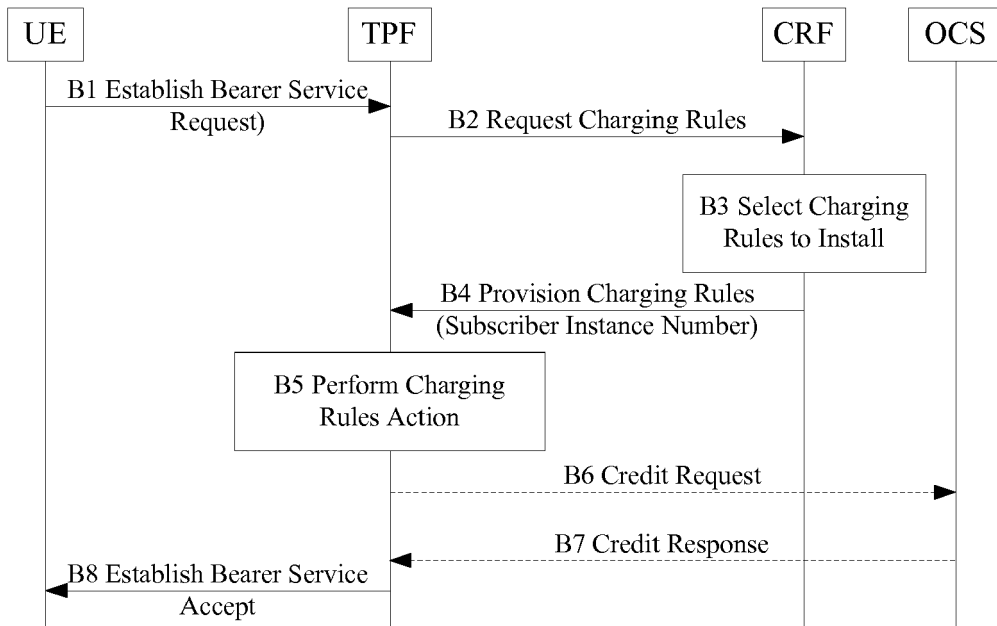 UE
TPF
CRF
OCS
B1 Establish Bearer Service
Request)
B2 Request Charging Rules
B3 Select Charging
Rules to Install
B4 Provision Charging Rules
(Subscriber Instance Number)
B5 Perform Charging
Rules Action
B6 Credit Request
B7 Credit Response
B8 Establish Bearer Service
Accept